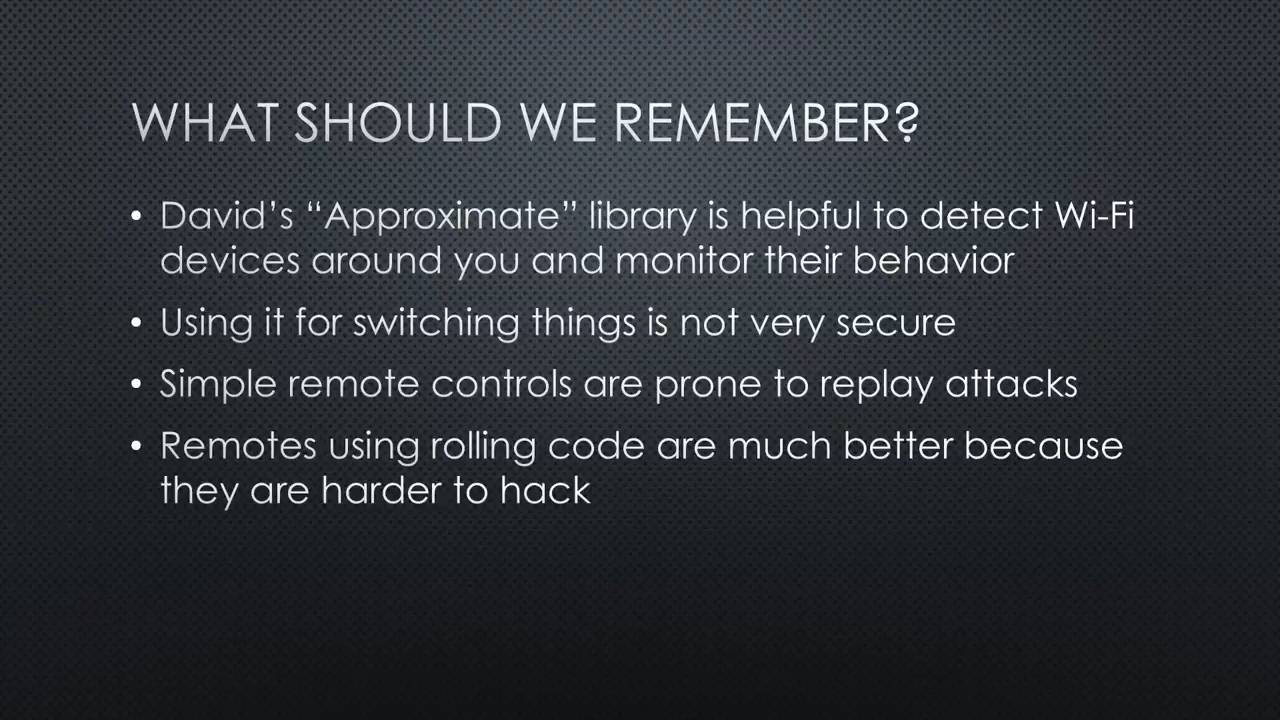 WHAT SHOULD WE REMEMBER?
• David’s “Approximate” library is helpful to detect Wi-Fi
devices around you and monitor their behavior
• Using it for switching things is not very secure
• Simple remote controls are prone to replay attacks
• Remotes using rolling code are much better because
they are harder to hack